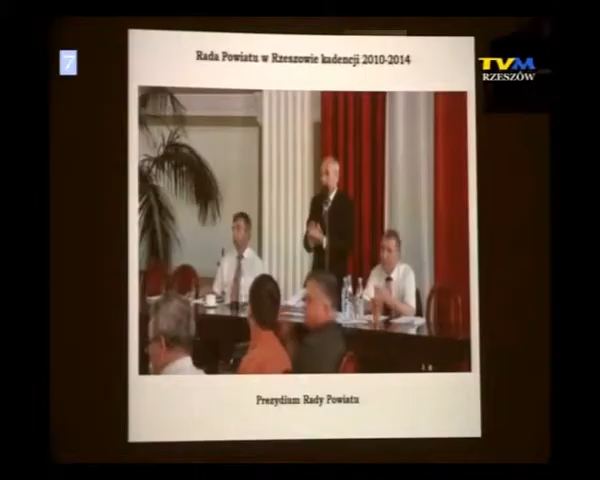 Rada Powiatu w Rzeszowie kadencji 2010-2014
7
TVM
RZESZÓW
Prezydium Rady Powiatu